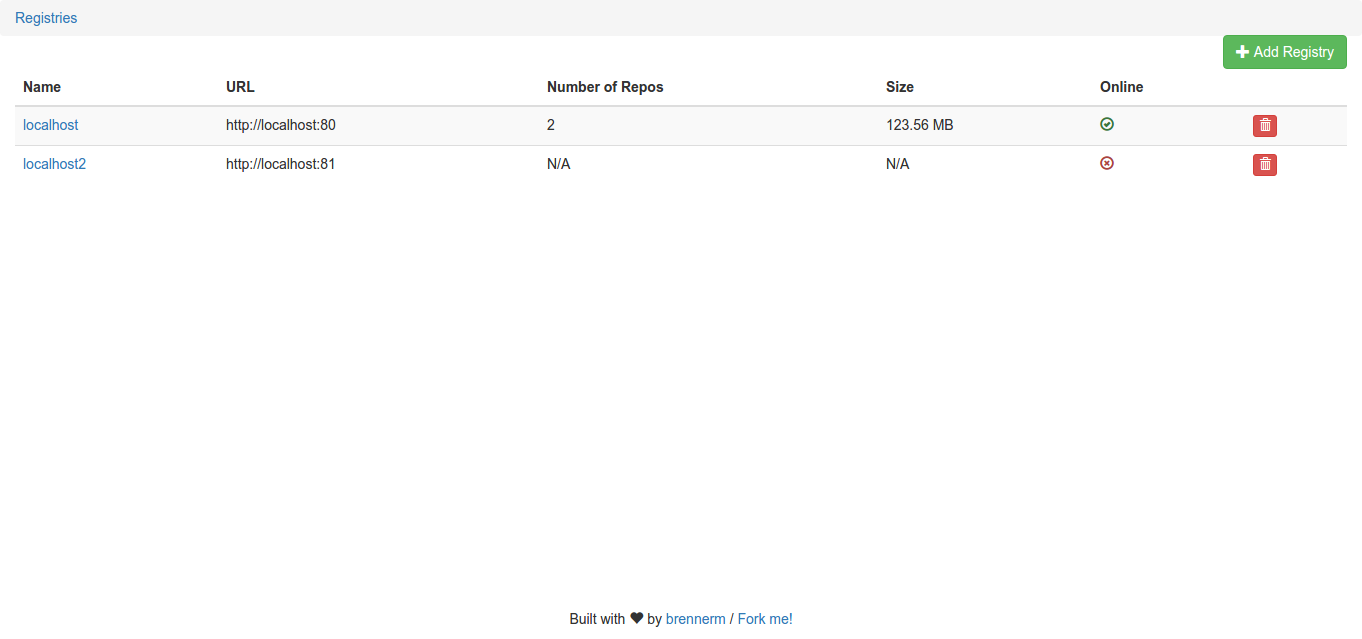 Registries
Add Registry
Name URL Number of Repos Size Online
localhost http://localhost:80 2 123.56 MB
localhost2 http://localhost:81 N/A N/A
Built with ♥ by brennerm / Fork me!